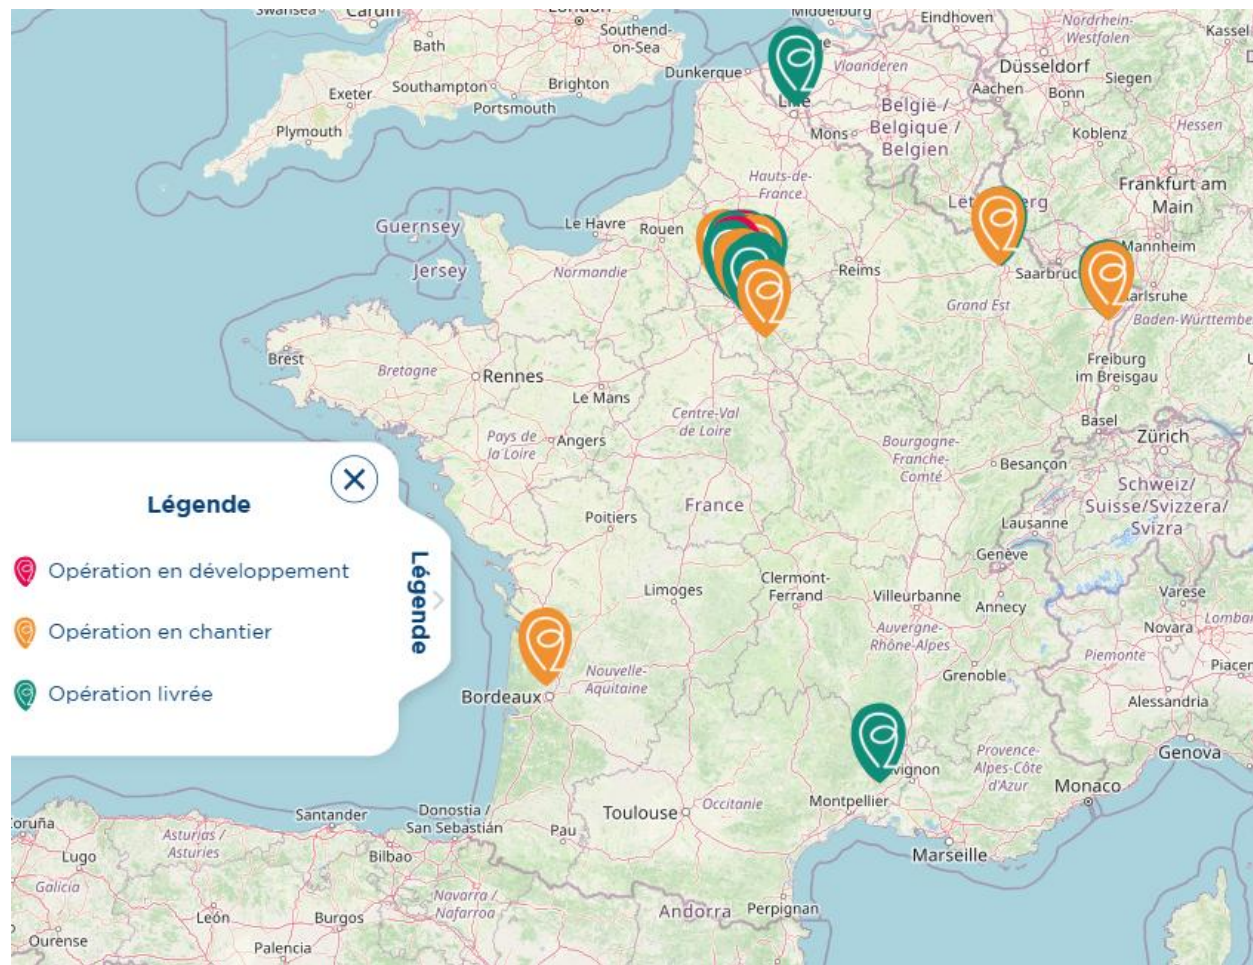 Swansea
Cardiff
London
Middelburg
Eindhoven
Nordrhein-
Westfalen
Kassel
Bath
Southend-
on-Sea
Dunkerque
Vlaanderen
Düsseldorf
Siegen
Exeter
Southampton
Brighton
Portsmouth
Aachen
Bonn
Lille
België /
Belgique /
Belgien
Plymouth
Mons
Koblenz
Hessen
Hauts-de-
France
Frankfurt am
Main
Guernsey
Le Havre
Rouen
Mannheim
Jersey
Normandie
Reims
Grand Est
Baden-Württembe
Brest
Bretagne
Rennes
Freiburg
im Breisgau
Le Mans
Centre-Val
de Loire
Basel
Zürich
Pays de
la Loire
Angers
Bourgogne-
Franche-
Comté
Besançon
Schweiz/
Suisse/Svizzera/
Svizra
Légende
France
Poitiers
Lausanne
Genève
Opération en développement
Légende
Limoges
Clermont-
Ferrand
Villeurbanne
Annecy
Varese
Opération en chantier
Auvergne-
Rhône-Alpes
Novara
Lombar
Piemonte
Piacen
Nouvelle-
Aquitaine
Grenoble
Opération livrée
Bordeaux
Alessandria
Provence-
Alpes-Côte
d'Azur
Genova
Monaco
Montpellier
Occitanie
Toulouse
Santander
Donostia /
San Sebastián
Pau
Asturias /
Asturies
Lugo
Bilbao
Marseille
Galicia
Navarra /
Nafarroa
León
Burgos
Andorra
Perpignan
Ourense
Palencia